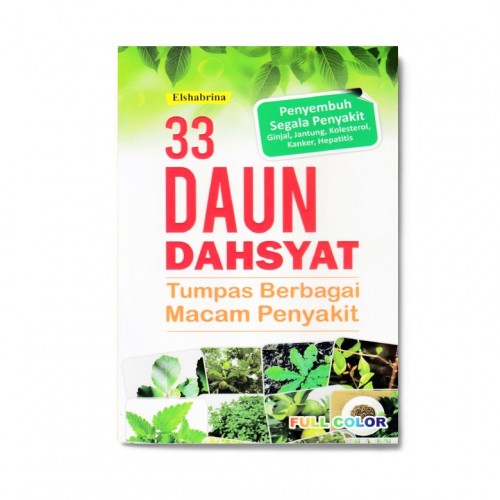 Elshabrina
Penyembuh
Segala Penyakit
Ginjal, Jantung, Kolesterol,
Kanker, Hepatitis
33
DAUN
DAHSYAT
Tumpas Berbagai
Macam Penyakit
FULL COLOR